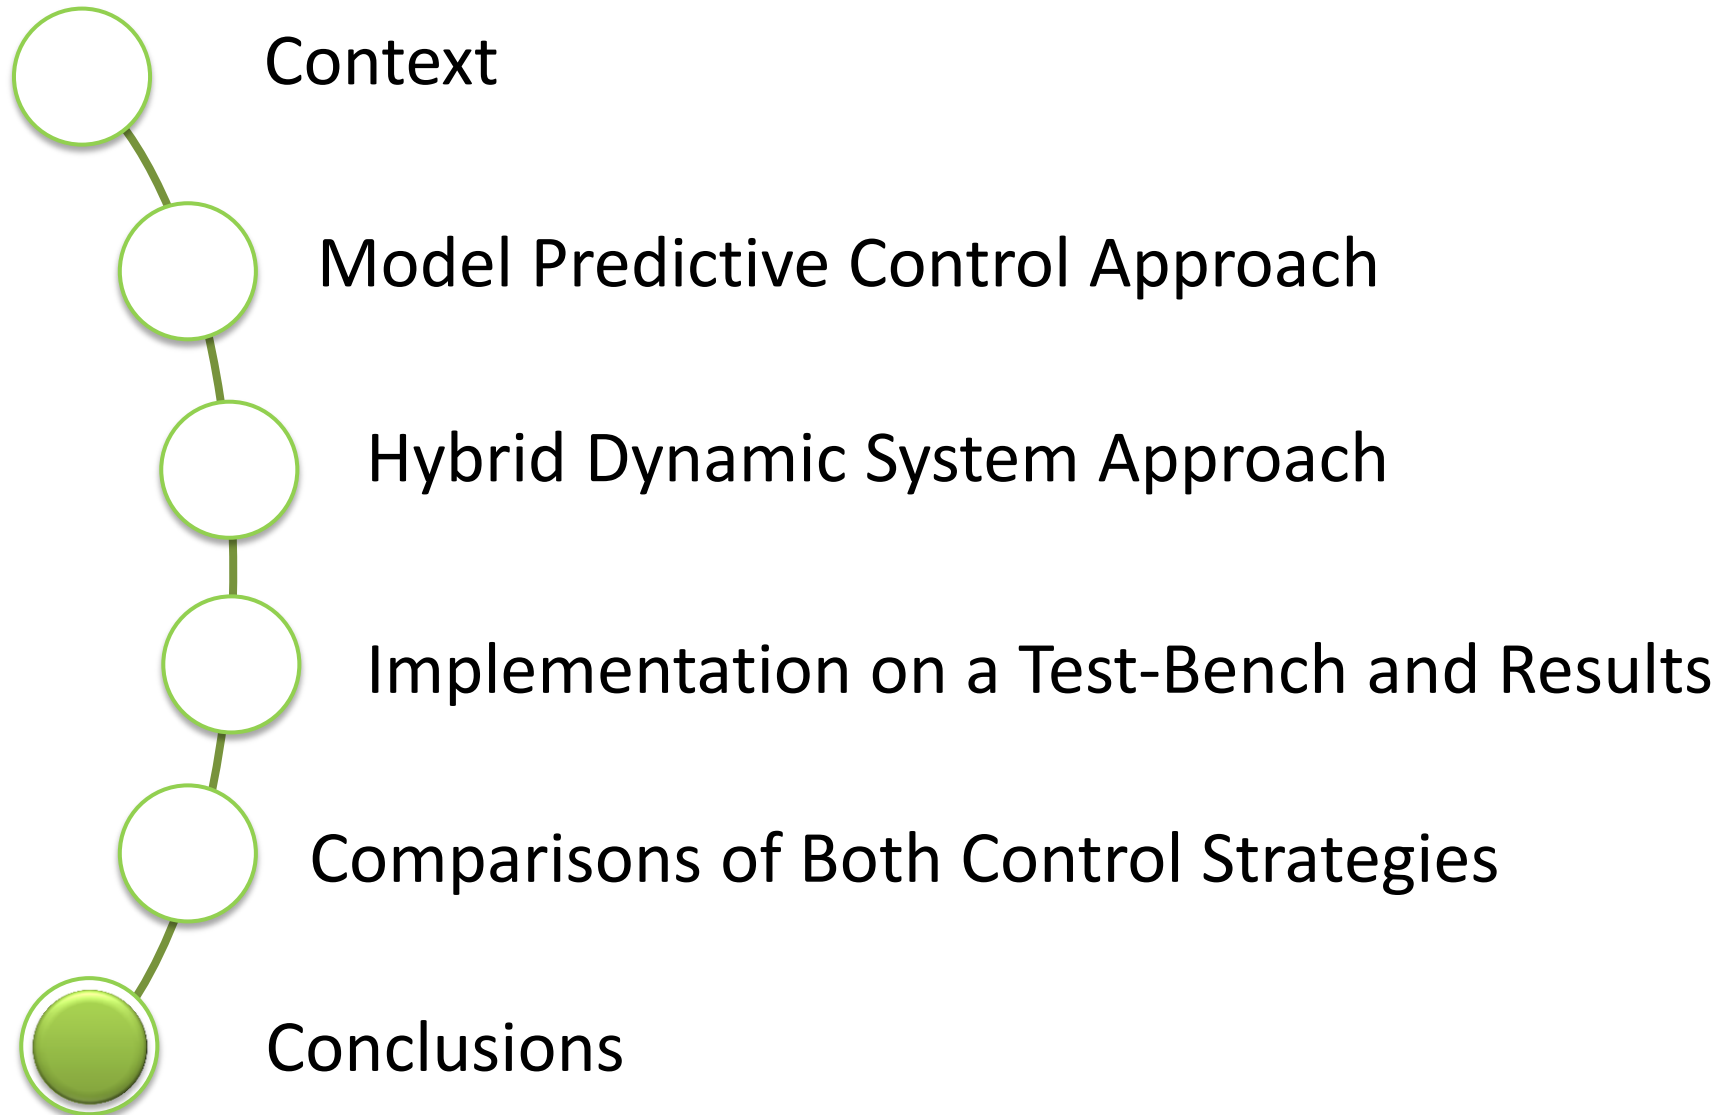 Context
Model Predictive Control Approach
Hybrid Dynamic System Approach
Implementation on a Test-Bench and Results
Comparisons of Both Control Strategies
Conclusions